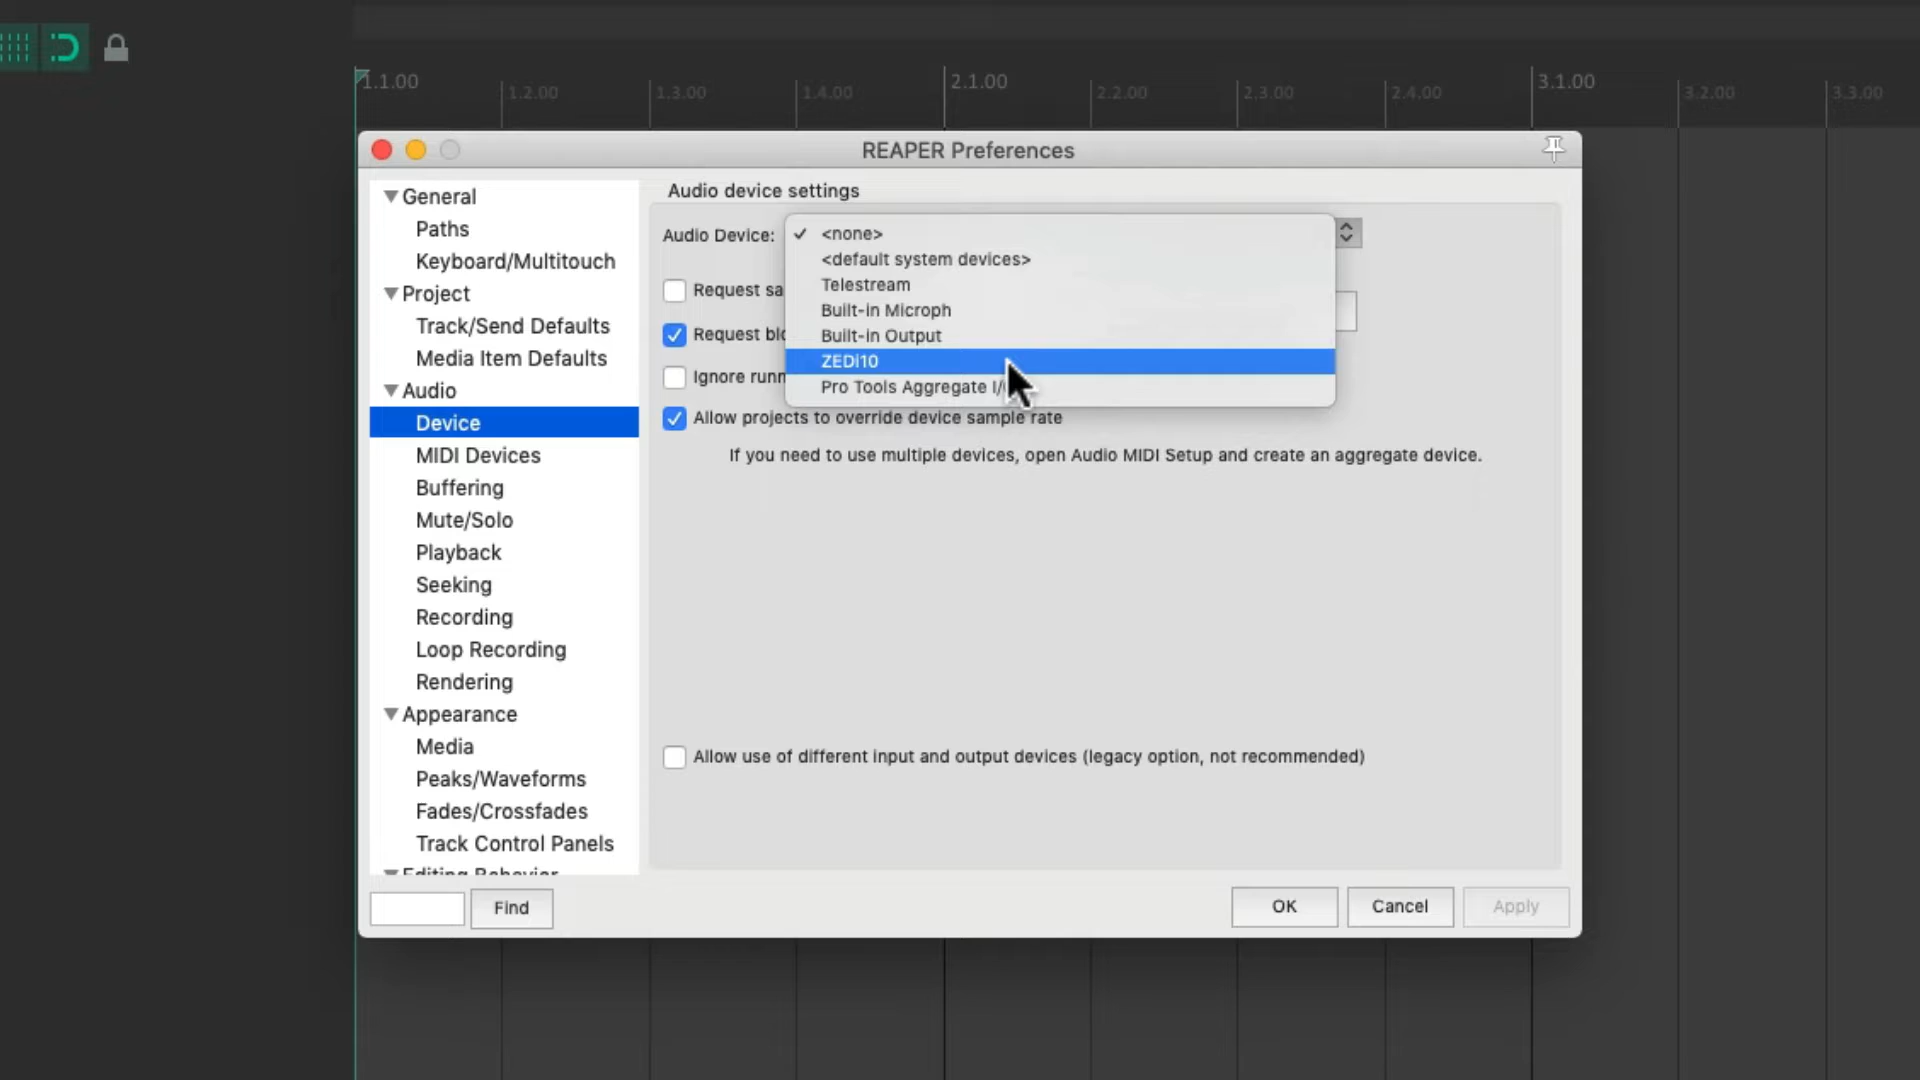 1.1.00
1.2.00
1.3.00
1.4.00
2.1.00
2.2.00
2.3.00
2.4.00
3.1.00
3.2.00
3.3.00
REAPER Preferences
General
Paths
Keyboard/Multitouch
Project
Track/Send Defaults
Media Item Defaults
Audio
Device
MIDI Devices
Buffering
Mute/Solo
Playback
Seeking
Recording
Loop Recording
Rendering
Appearance
Media
Peaks/Waveforms
Fades/Crossfades
Track Control Panels
Editing Behavior
Find
Audio device settings
Audio Device:
<none>
<default system devices>
Telestream
Built-in Microph
Built-in Output
ZEDi10
Pro Tools Aggregate I/
Request sa
Request blo
Ignore runn
Allow projects to override device sample rate
If you need to use multiple devices, open Audio MIDI Setup and create an aggregate device.
Allow use of different input and output devices (legacy option, not recommended)
OK
Cancel
Apply